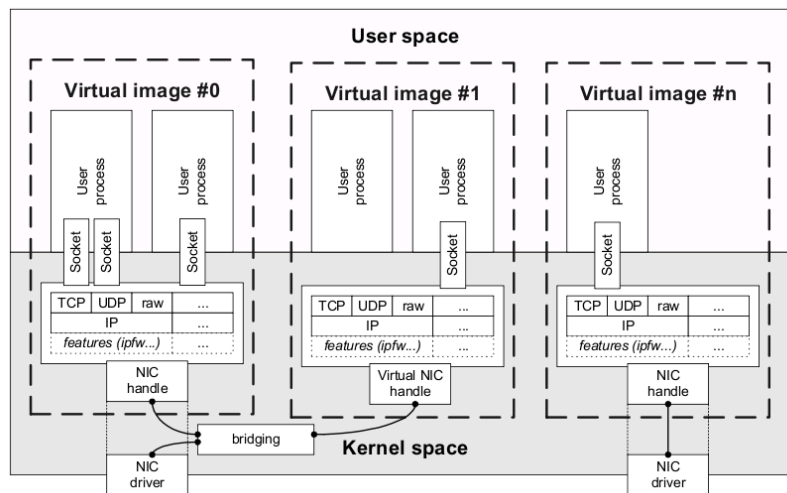 User space
Virtual image #0
Virtual image #1
Virtual image #n
User
process
User
process
User
process
User
process
User
process
Socket
Socket
Socket
Socket
Socket
TCP UDP raw ...
IP ...
features (ipfw...) ...
TCP UDP raw ...
IP ...
features (ipfw...) ...
TCP UDP raw ...
IP ...
features (ipfw...) ...
NIC
handle
Virtual NIC
handle
NIC
handle
bridging
Kernel space
NIC
driver
NIC
driver